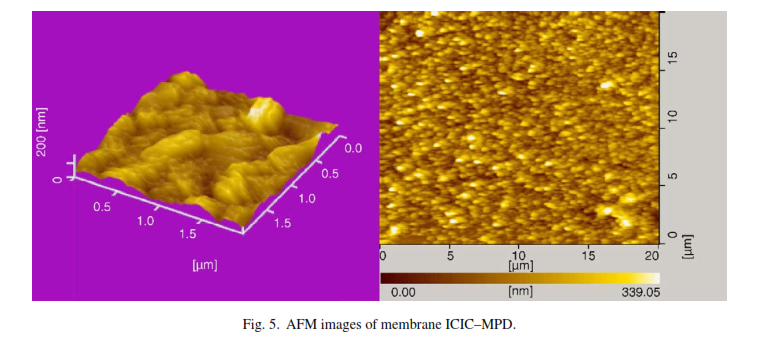 200 [nm]
0
0.5
1.0
1.5
[µm]
0.0
0.5
1.0
1.5
15
10
5
0
[µm]
0 5 10 15 20
[µm]
0.00 [nm] 339.05
Fig. 5. AFM images of membrane ICIC–MPD.